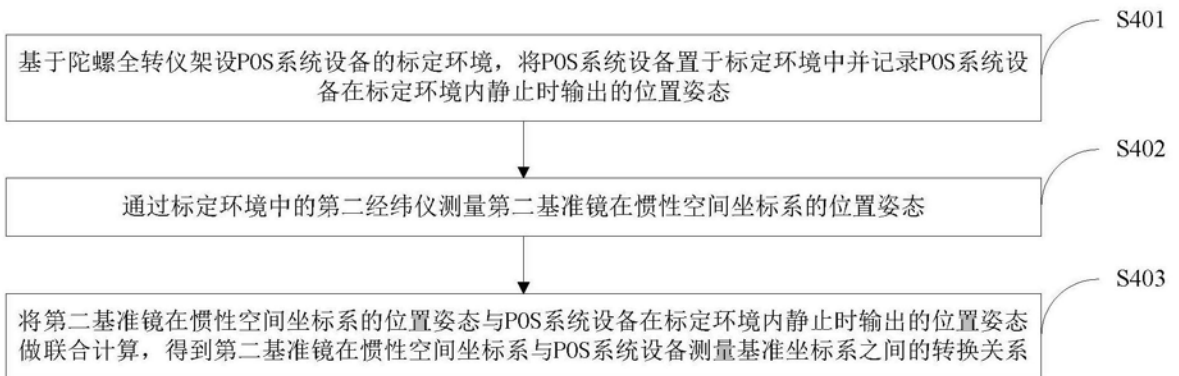 S401
基于陀螺全转仪架设POS系统设备的标定环境，将POS系统设备置于标定环境中并记录POS系统设
备在标定环境内静止时输出的位置姿态
S402
通过标定环境中的第二经纬仪测量第二基准镜在惯性空间坐标系的位置姿态
S403
将第二基准镜在惯性空间坐标系的位置姿态与POS系统设备在标定环境内静止时输出的位置姿态
做联合计算，得到第二基准镜在惯性空间坐标系与POS系统设备测量基准坐标系之间的转换关系